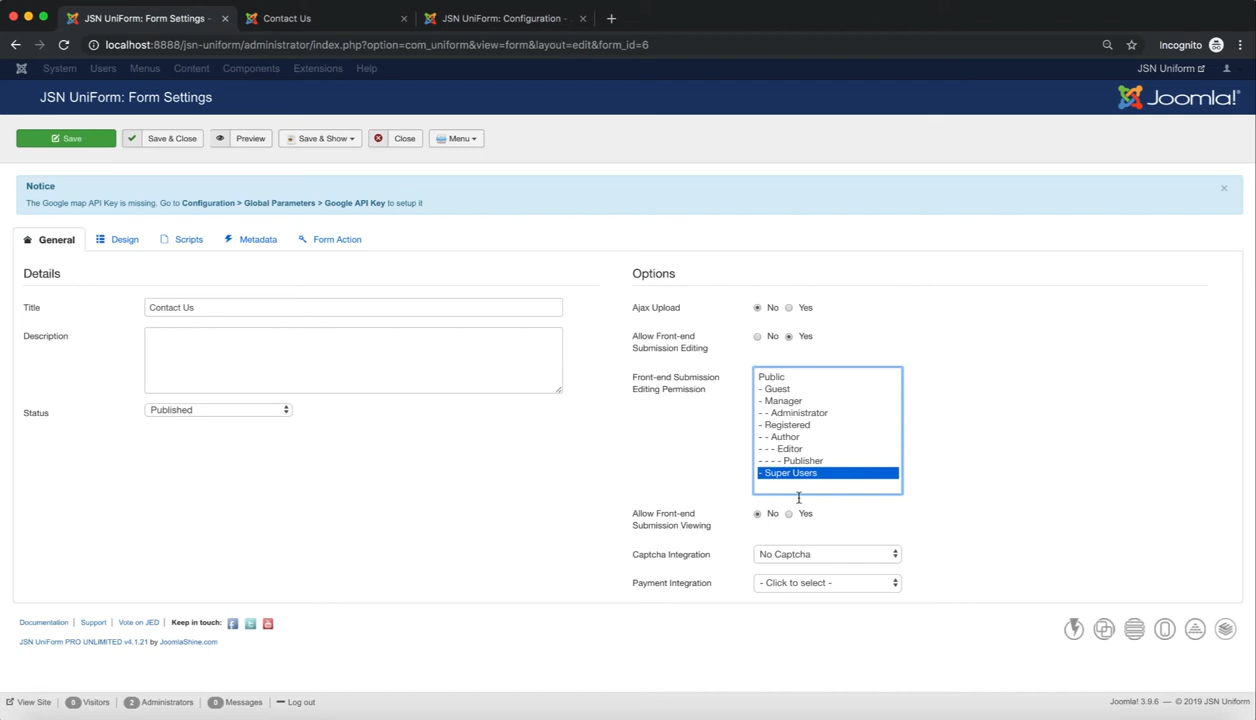 JSN UniForm: Form Settings -
Contact Us
JSN UniForm: Configuration -
localhost:8888/jsn-uniform/administrator/index.php?option=com_uniform&view=form&layout=edit&form_id=6
Incognito
System Users Menus Content Components Extensions Help
JSN Uniform
JSN UniForm: Form Settings
Joomla!®
Save
Save & Close
Preview
Save & Show
Close
Menu
Notice
The Google map API Key is missing. Go to Configuration > Global Parameters > Google API Key to setup it
General
Design
Scripts
Metadata
Form Action
Details
Title
Contact Us
Description
Status
Published
Options
Ajax Upload
No Yes
Allow Front-end
Submission Editing
No Yes
Front-end Submission
Editing Permission
Public
- Guest
- Manager
- - Administrator
- Registered
- - Author
- - - Editor
- - - - Publisher
- Super Users
Allow Front-end
Submission Viewing
No Yes
Captcha Integration
No Captcha
Payment Integration
- Click to select -
Documentation | Support | Vote on JED | Keep in touch:
JSN UniForm PRO UNLIMITED v4.1.21 by JoomlaShine.com
View Site 0 Visitors 2 Administrators 0 Messages Log out
Joomla! 3.9.6 — © 2019 JSN Uniform